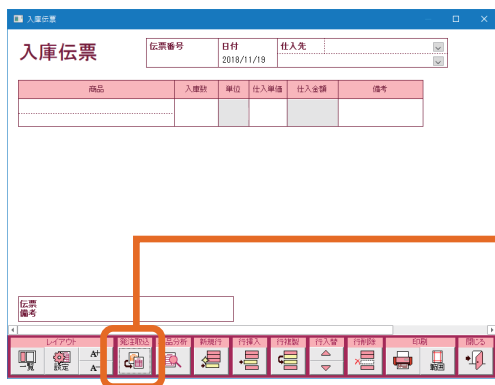 入庫伝票
入庫伝票
伝票番号
日付
仕入先
2018/11/19
商品
入庫数
単位
仕入単価
仕入金額
備考
伝票
備考
レイアウト
発注取込
品分析
新規行
行挿入
行複製
行入替
行削除
印刷
閉じる
一覧
設定
A+
A-
範囲